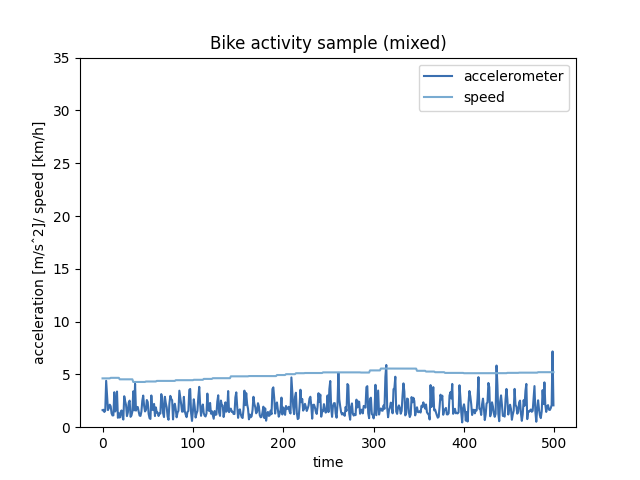 Bike activity sample (mixed)
accelerometer
speed
acceleration [m/sˆ2]/ speed [km/h]
35
30
25
20
15
10
5
0
0 100 200 300 400 500
time